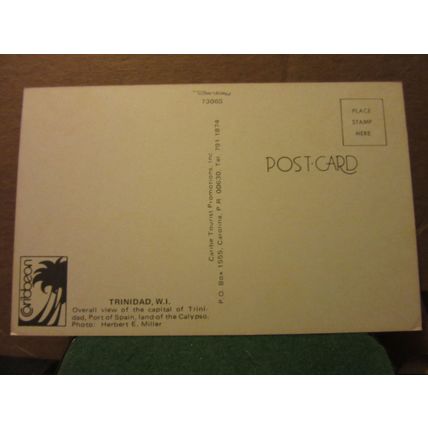 73065
PLACE
STAMP
HERE
POST-CARD
Caribe Tourist Promotions, Inc.
P.O. Box 1555, Carolina, P.R. 00630, Tel. 791 1874
Caribbean
TRINIDAD, W.I.
Overall view of the capital of Trini-
dad, Port of Spain, land of the Calypso.
Photo: Herbert E. Miller